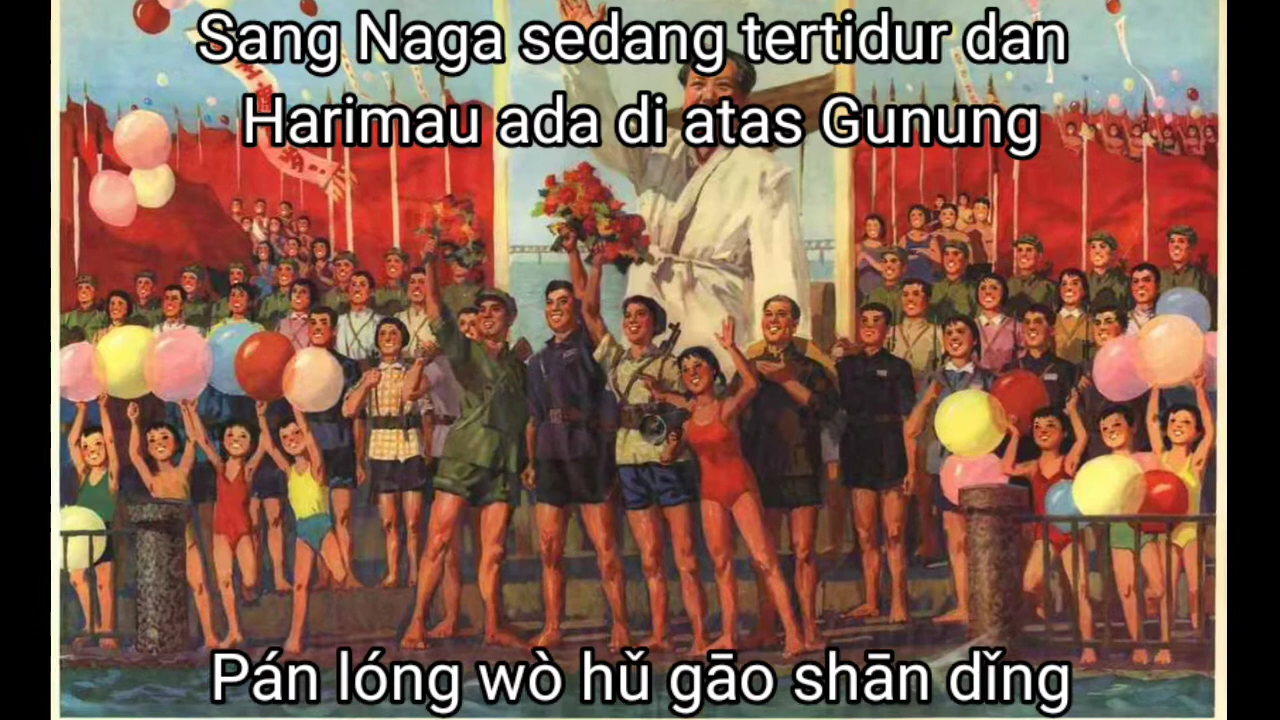 Sang Naga sedang tertidur dan
Harimau ada di atas Gunung
Pán lóng wò hǔ gāo shān dǐng